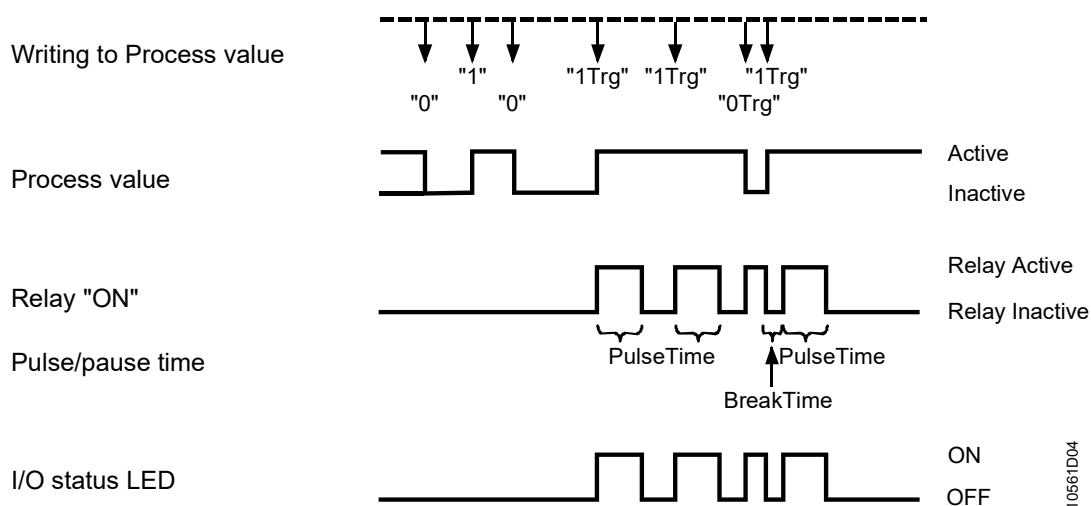 Writing to Process value
"1" "1Trg" "1Trg" "1Trg"
"0" "0" "0Trg"
Process value
Active
Inactive
Relay "ON"
Relay Active
Relay Inactive
Pulse/pause time
PulseTime PulseTime
BreakTime
I/O status LED
ON
OFF
10561D04